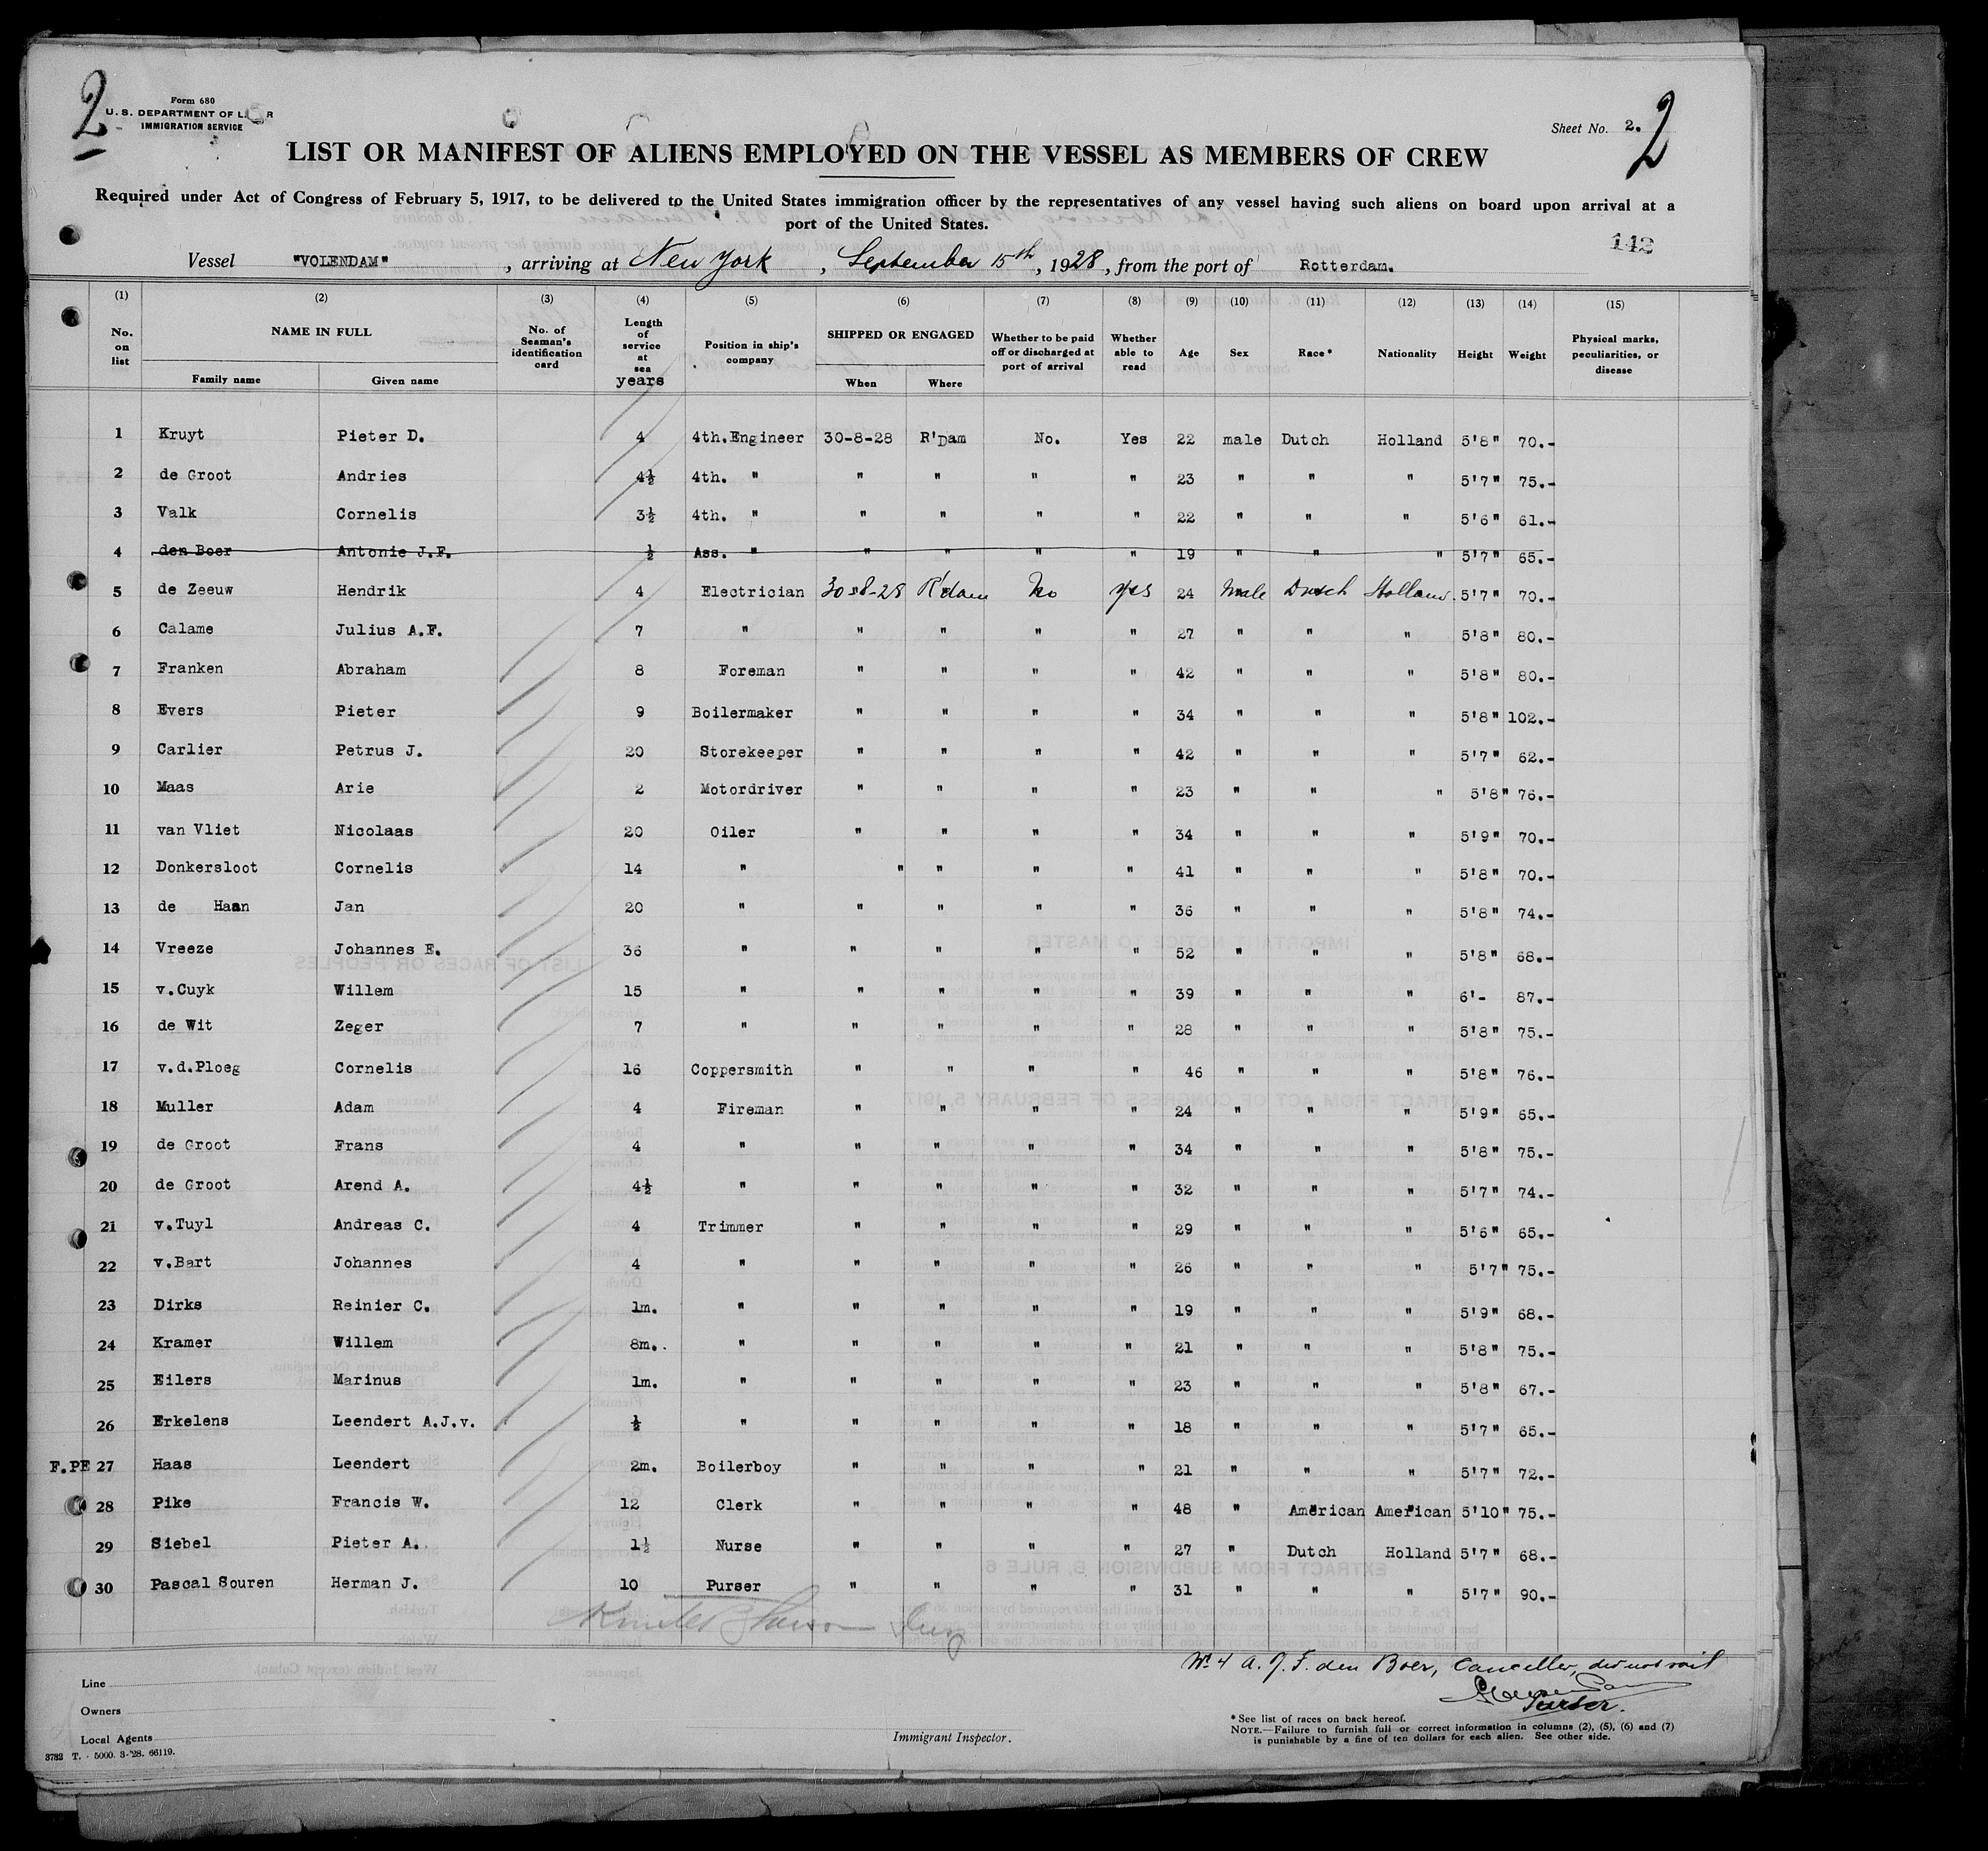 2
Form 680
U. S. DEPARTMENT OF L R
IMMIGRATION SERVICE
Sheet No. 2.
2
LIST OR MANIFEST OF ALIENS EMPLOYED ON THE VESSEL AS MEMBERS OF CREW
Required under Act of Congress of February 5, 1917, to be delivered to the United States immigration officer by the representatives of any vessel having such aliens on board upon arrival at a
port of the United States.
142
Vessel "VOLENDAM", arriving at New York, September 15th, 1928, from the port of Rotterdam.
(1) (2) (3) (4) (5) (6) (7) (8) (9) (10) (11) (12) (13) (14) (15)
No. on list NAME IN FULL Family name Given name No. of Seaman's identification card Length of service at sea years Position in ship's company SHIPPED OR ENGAGED When Where Whether to be paid off or discharged at port of arrival Whether able to read Age Sex Race* Nationality Height Weight Physical marks, peculiarities, or disease
1 Kruyt Pieter D. 4 4th.Engineer 30-8-28 R'Dam No. Yes 22 male Dutch Holland 5'8" 70.-
2 de Groot Andries 4½ 4th. " " " " " 23 " " " 5'7" 75.-
3 Valk Cornelis 3½ 4th. " " " " " 22 " " " 5'6" 61.-
4 den Boer Antonie J.F. ½ Ass. " " " " " 19 " " " 5'7" 65.-
5 de Zeeuw Hendrik 4 Electrician 30-8-28 R'dam No yes 24 Male Dutch Holland 5'7" 70.-
6 Calame Julius A.F. 7 " " " " " 27 " " " 5'8" 80.-
7 Franken Abraham 8 Foreman " " " " 42 " " " 5'8" 80.-
8 Evers Pieter 9 Boilermaker " " " " 34 " " " 5'8" 102.-
9 Carlier Petrus J. 20 Storekeeper " " " " 42 " " " 5'7" 62.-
10 Maas Arie 2 Motordriver " " " " 23 " " " 5'8" 76.-
11 van Vliet Nicolaas 20 Oiler " " " " 34 " " " 5'9" 70.-
12 Donkersloot Cornelis 14 " " " " " 41 " " " 5'8" 70.-
13 de Haan Jan 20 " " " " " 36 " " " 5'8" 74.-
14 Vreeze Johannes E. 36 " " " " " 52 " " " 5'8" 68.-
15 v.Cuyk Willem 15 " " " " " 39 " " " 6'- 87.-
16 de Wit Zeger 7 " " " " " 28 " " " 5'8" 75.-
17 v.d.Ploeg Cornelis 16 Coppersmith " " " " 46 " " " 5'8" 76.-
18 Muller Adam 4 Fireman " " " " 24 " " " 5'9" 65.-
19 de Groot Frans 4 " " " " " 34 " " " 5'8" 75.-
20 de Groot Arend A. 4½ " " " " " 32 " " " 5'7" 74.-
21 v.Tuyl Andreas C. 4 Trimmer " " " " 29 " " " 5'6" 65.-
22 v.Bart Johannes 4 " " " " " 26 " " " 5'7" 75.-
23 Dirks Reinier C. 1m. " " " " " 19 " " " 5'9" 68.-
24 Kramer Willem 8m.. " " " " " 21 " " " 5'8" 75.-
25 Eilers Marinus 1m. " " " " " 23 " " " 5'8" 67.-
26 Erkelens Leendert A.J.v. ½ " " " " " 18 " " " 5'7" 65.-
F.PE 27 Haas Leendert 2m. Boilerboy " " " " 21 " " " 5'7" 72.-
28 Pike Francis W. 12 Clerk " " " " 48 " American American 5'10" 75.-
29 Siebel Pieter A. 1½ Nurse " " " " 27 " Dutch Holland 5'7" 68.-
30 Pascal Souren Herman J. 10 Purser " " " " 31 " " " 5'7" 90.-
No. 4 A. J. F. den Boer, Cancelled, did not sail
Purser.
Line
Owners
Local Agents
Immigrant Inspector.
* See list of races on back hereof.
NOTE.—Failure to furnish full or correct information in columns (2), (5), (6) and (7)
is punishable by a fine of ten dollars for each alien. See other side.
3782 T. - 5000. 3-'28. 66119.